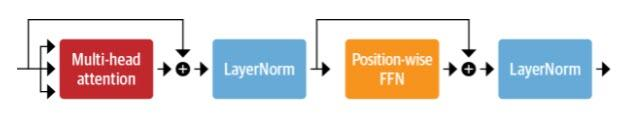 Multi-head
attention
LayerNorm
Position-wise
FFN
LayerNorm